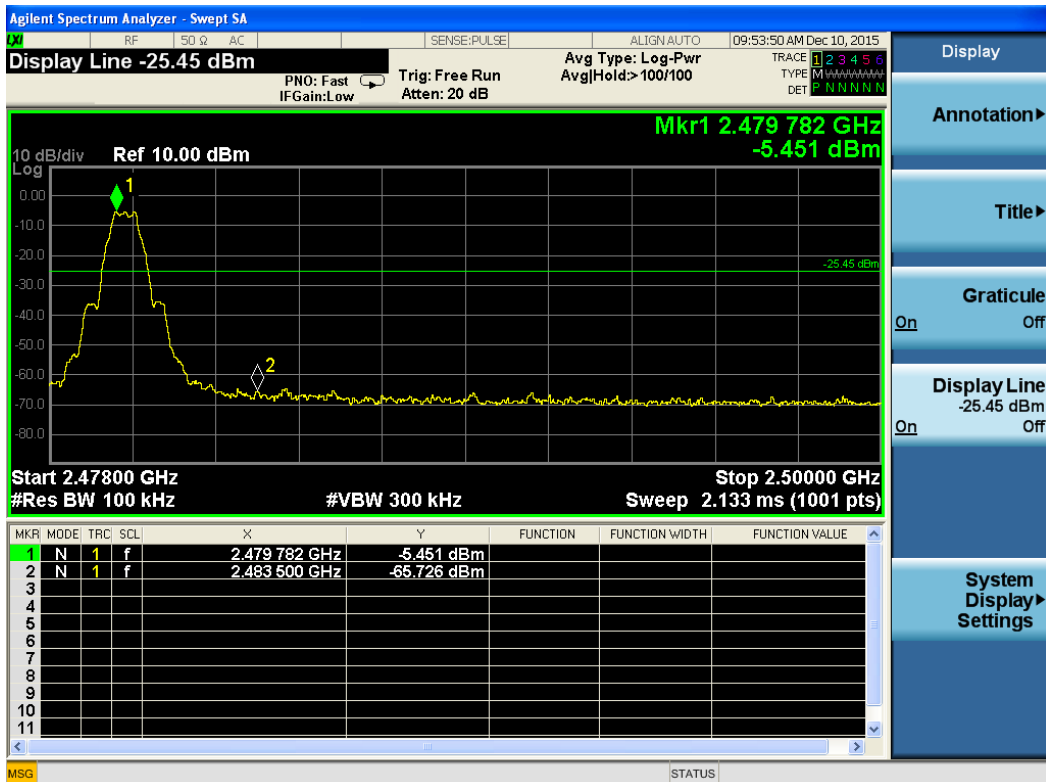 Agilent Spectrum Analyzer - Swept SA
LXI RF 50 Ω AC SENSE:PULSE ALIGN AUTO 09:53:50 AM Dec 10, 2015
Display Line -25.45 dBm
PNO: Fast
IFGain:Low
Trig: Free Run
Atten: 20 dB
Avg Type: Log-Pwr
Avg|Hold:>100/100
TRACE 1 2 3 4 5 6
TYPE M
DET P N N N N N
Mkr1 2.479 782 GHz
-5.451 dBm
10 dB/div Ref 10.00 dBm
Log
1
0.00
-10.0
-20.0
-25.45 dBm
-30.0
-40.0
-50.0
2
-60.0
-70.0
-80.0
Start 2.47800 GHz Stop 2.50000 GHz
#Res BW 100 kHz #VBW 300 kHz Sweep 2.133 ms (1001 pts)
MKR MODE TRC SCL X Y FUNCTION FUNCTION WIDTH FUNCTION VALUE
1 N 1 f 2.479 782 GHz -5.451 dBm
2 N 1 f 2.483 500 GHz -65.726 dBm
3
4
5
6
7
8
9
10
11
MSG STATUS
Display
Annotation
Title
Graticule
On Off
Display Line
-25.45 dBm
On Off
System
Display
Settings